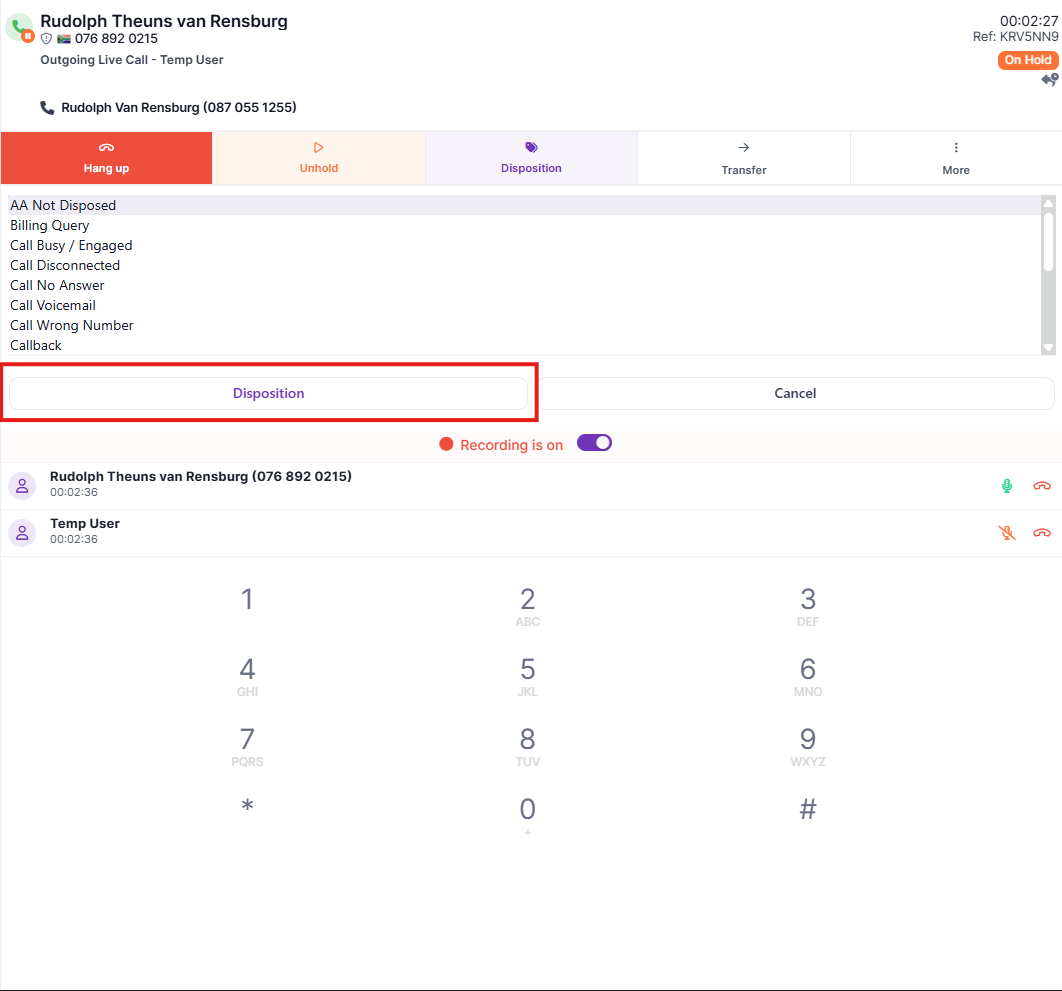 Rudolph Theuns van Rensburg
00:02:27
076 892 0215
Ref: KRV5NN9
Outgoing Live Call - Temp User
On Hold
Rudolph Van Rensburg (087 055 1255)
Hang up
Unhold
Disposition
Transfer
More
AA Not Disposed
Billing Query
Call Busy / Engaged
Call Disconnected
Call No Answer
Call Voicemail
Call Wrong Number
Callback
Disposition
Cancel
Recording is on
Rudolph Theuns van Rensburg (076 892 0215)
00:02:36
Temp User
00:02:36
1
2
ABC
3
DEF
4
GHI
5
JKL
6
MNO
7
PQRS
8
TUV
9
WXYZ
*
0
+
#